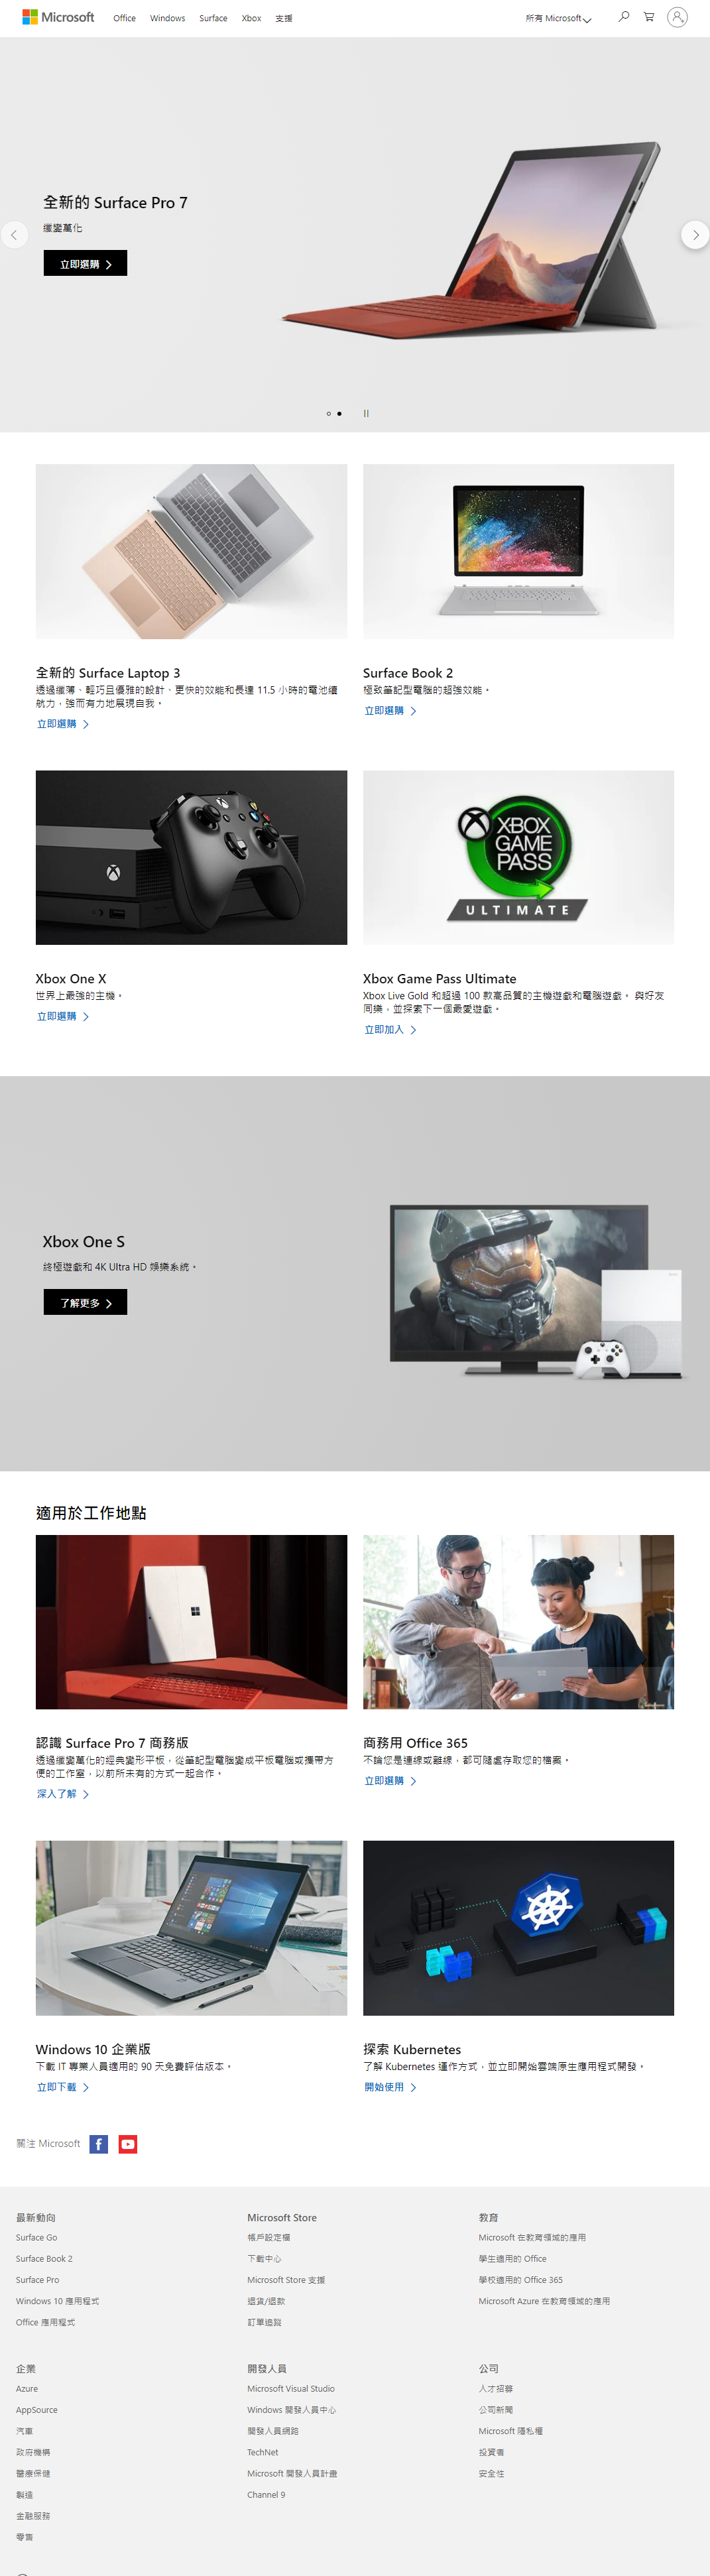 Microsoft
Office
Windows
Surface
Xbox
支援
所有 Microsoft
全新的 Surface Pro 7
纖變萬化
立即選購
全新的 Surface Laptop 3
透過纖薄、輕巧且優雅的設計、更快的效能和長達 11.5 小時的電池續
航力，強而有力地展現自我。
立即選購
Surface Book 2
極致筆記型電腦的超強效能。
立即選購
XBOX
GAME
PASS
ULTIMATE
Xbox One X
世界上最強的主機。
立即選購
Xbox Game Pass Ultimate
Xbox Live Gold 和超過 100 款高品質的主機遊戲和電腦遊戲。 與好友
同樂，並探索下一個最愛遊戲。
立即加入
Xbox One S
終極遊戲和 4K Ultra HD 娛樂系統。
了解更多
適用於工作地點
認識 Surface Pro 7 商務版
透過纖變萬化的經典變形平板，從筆記型電腦變成平板電腦或攜帶方
便的工作室，以前所未有的方式一起合作。
深入了解
商務用 Office 365
不論您是連線或離線，都可隨處存取您的檔案。
立即選購
Windows 10 企業版
下載 IT 專業人員適用的 90 天免費評估版本。
立即下載
探索 Kubernetes
了解 Kubernetes 運作方式，並立即開始雲端原生應用程式開發。
開始使用
關注 Microsoft
最新動向
Surface Go
Surface Book 2
Surface Pro
Windows 10 應用程式
Office 應用程式
Microsoft Store
帳戶設定檔
下載中心
Microsoft Store 支援
退貨/退款
訂單追蹤
教育
Microsoft 在教育領域的應用
學生適用的 Office
學校適用的 Office 365
Microsoft Azure 在教育領域的應用
企業
Azure
AppSource
汽車
政府機構
醫療保健
製造
金融服務
零售
開發人員
Microsoft Visual Studio
Windows 開發人員中心
開發人員網路
TechNet
Microsoft 開發人員計畫
Channel 9
公司
人才招募
公司新聞
Microsoft 隱私權
投資者
安全性